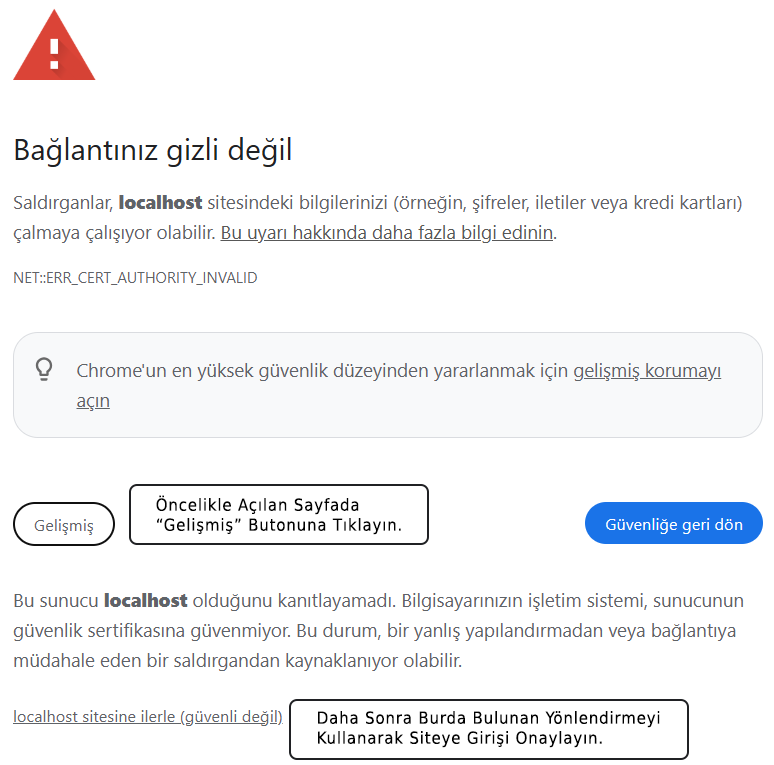 Bağlantınız gizli değil
Saldırganlar, localhost sitesindeki bilgilerinizi (örneğin, şifreler, iletiler veya kredi kartları)
çalmaya çalışıyor olabilir. Bu uyarı hakkında daha fazla bilgi edinin.
NET::ERR_CERT_AUTHORITY_INVALID
Chrome'un en yüksek güvenlik düzeyinden yararlanmak için gelişmiş korumayı
açın
Öncelikle Açılan Sayfada
“Gelişmiş” Butonuna Tıklayın.
Gelişmiş
Güvenliğe geri dön
Bu sunucu localhost olduğunu kanıtlayamadı. Bilgisayarınızın işletim sistemi, sunucunun
güvenlik sertifikasına güvenmiyor. Bu durum, bir yanlış yapılandırmadan veya bağlantıya
müdahale eden bir saldırgandan kaynaklanıyor olabilir.
localhost sitesine ilerle (güvenli değil)
Daha Sonra Burda Bulunan Yönlendirmeyi
Kullanarak Siteye Girişi Onaylayın.